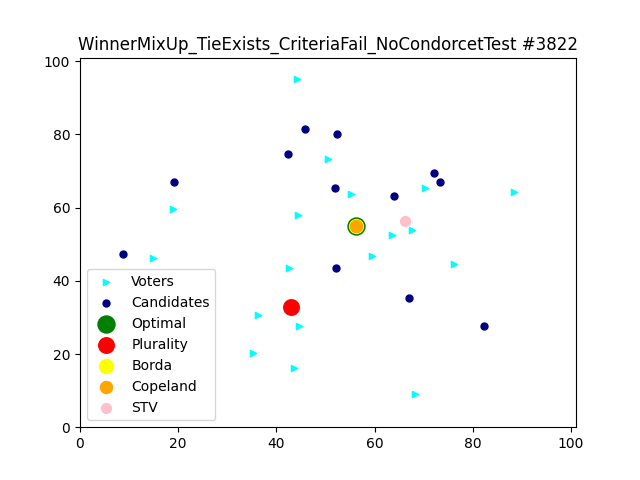 WinnerMixUp_TieExists_CriteriaFail_NoCondorcetTest #3822
100
80
60
40
20
0
Voters
Candidates
Optimal
Plurality
Borda
Copeland
STV
0 20 40 60 80 100